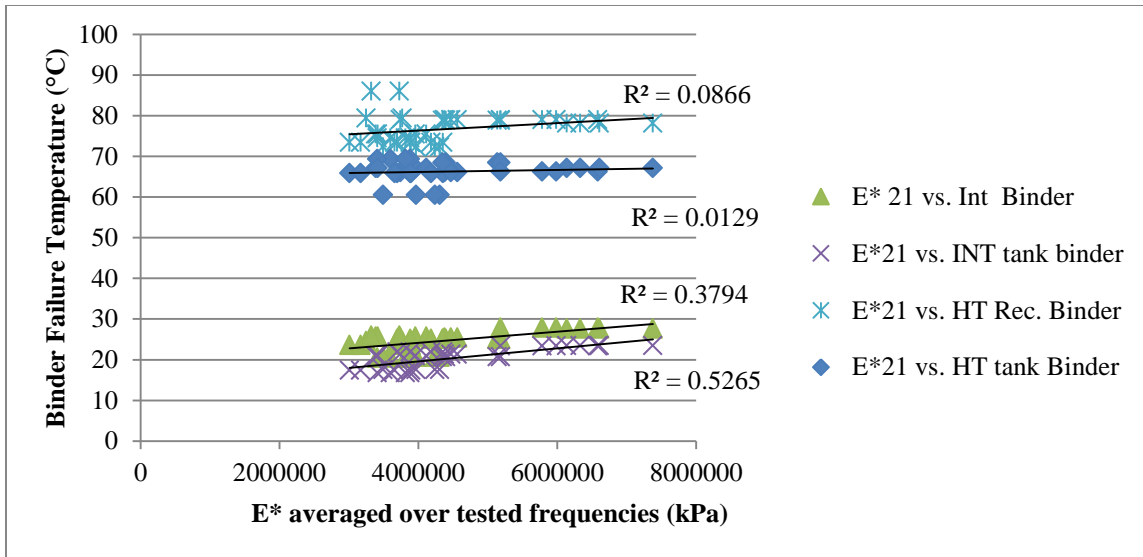 Binder Failure Temperature (°C)
100
90
80
70
60
50
40
30
20
10
0
R² = 0.0866
R² = 0.0129
R² = 0.3794
R² = 0.5265
0
2000000
4000000
6000000
8000000
E* averaged over tested frequencies (kPa)
E* 21 vs. Int Binder
E*21 vs. INT tank binder
E*21 vs. HT Rec. Binder
E*21 vs. HT tank Binder